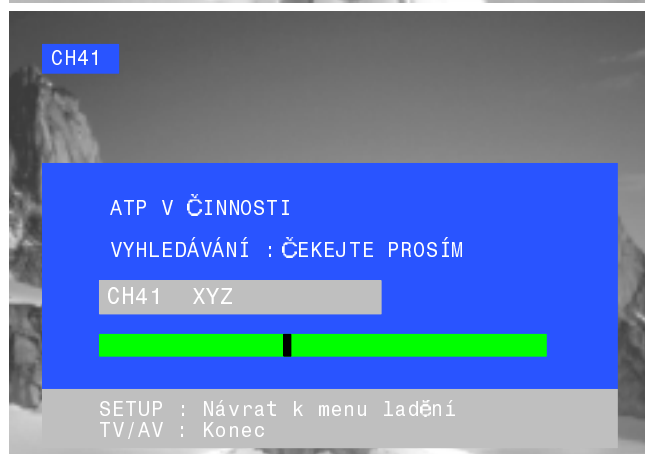 CH41
ATP V ČINNOSTI
VYHLEDÁVÁNÍ : ČEKEJTE PROSÍM
CH41 XYZ
SETUP : Návrat k menu ladění
TV/AV : Konec